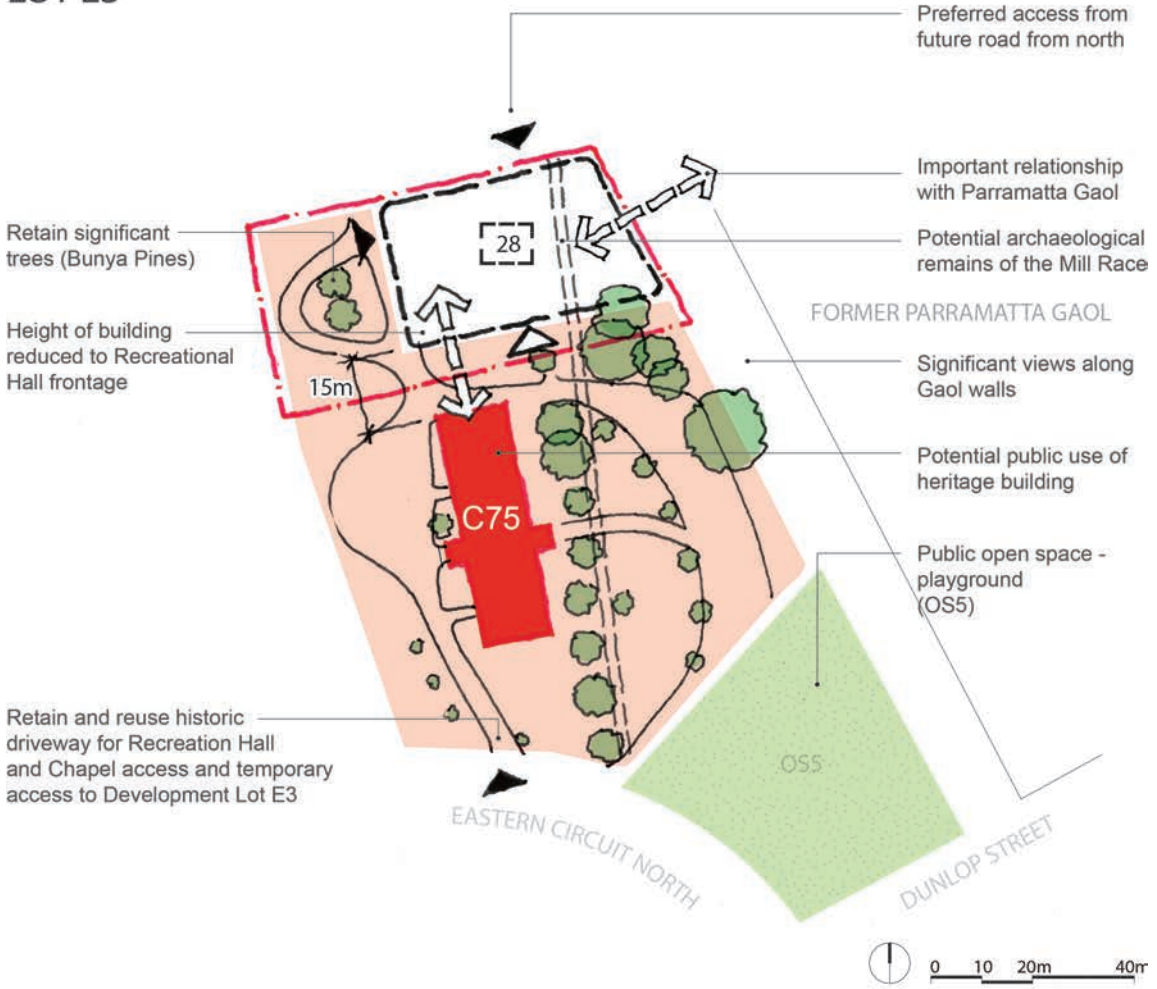 Preferred access from
future road from north
Important relationship
with Parramatta Gaol
Retain significant
trees (Bunya Pines)
28
Potential archaeological
remains of the Mill Race
FORMER PARRAMATTA GAOL
Height of building
reduced to Recreational
Hall frontage
15m
Significant views along
Gaol walls
Potential public use of
heritage building
C75
Public open space -
playground
(OS5)
Retain and reuse historic
driveway for Recreation Hall
and Chapel access and temporary
access to Development Lot E3
OS5
EASTERN CIRCUIT NORTH
DUNLOP STREET
0 10 20m 40m